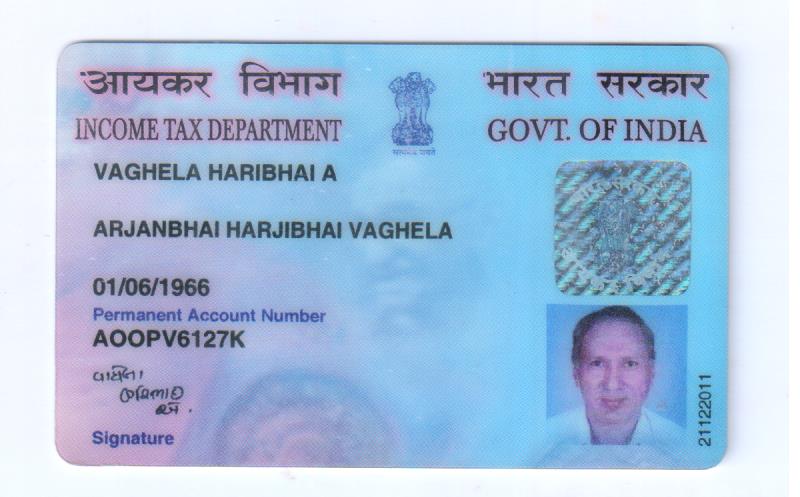 आयकर विभाग
भारत सरकार
INCOME TAX DEPARTMENT
GOVT. OF INDIA
सत्यमेव जयते
VAGHELA HARIBHAI A
ARJANBHAI HARJIBHAI VAGHELA
01/06/1966
Permanent Account Number
AOOPV6127K
વાઘેલા
Signature
21122011